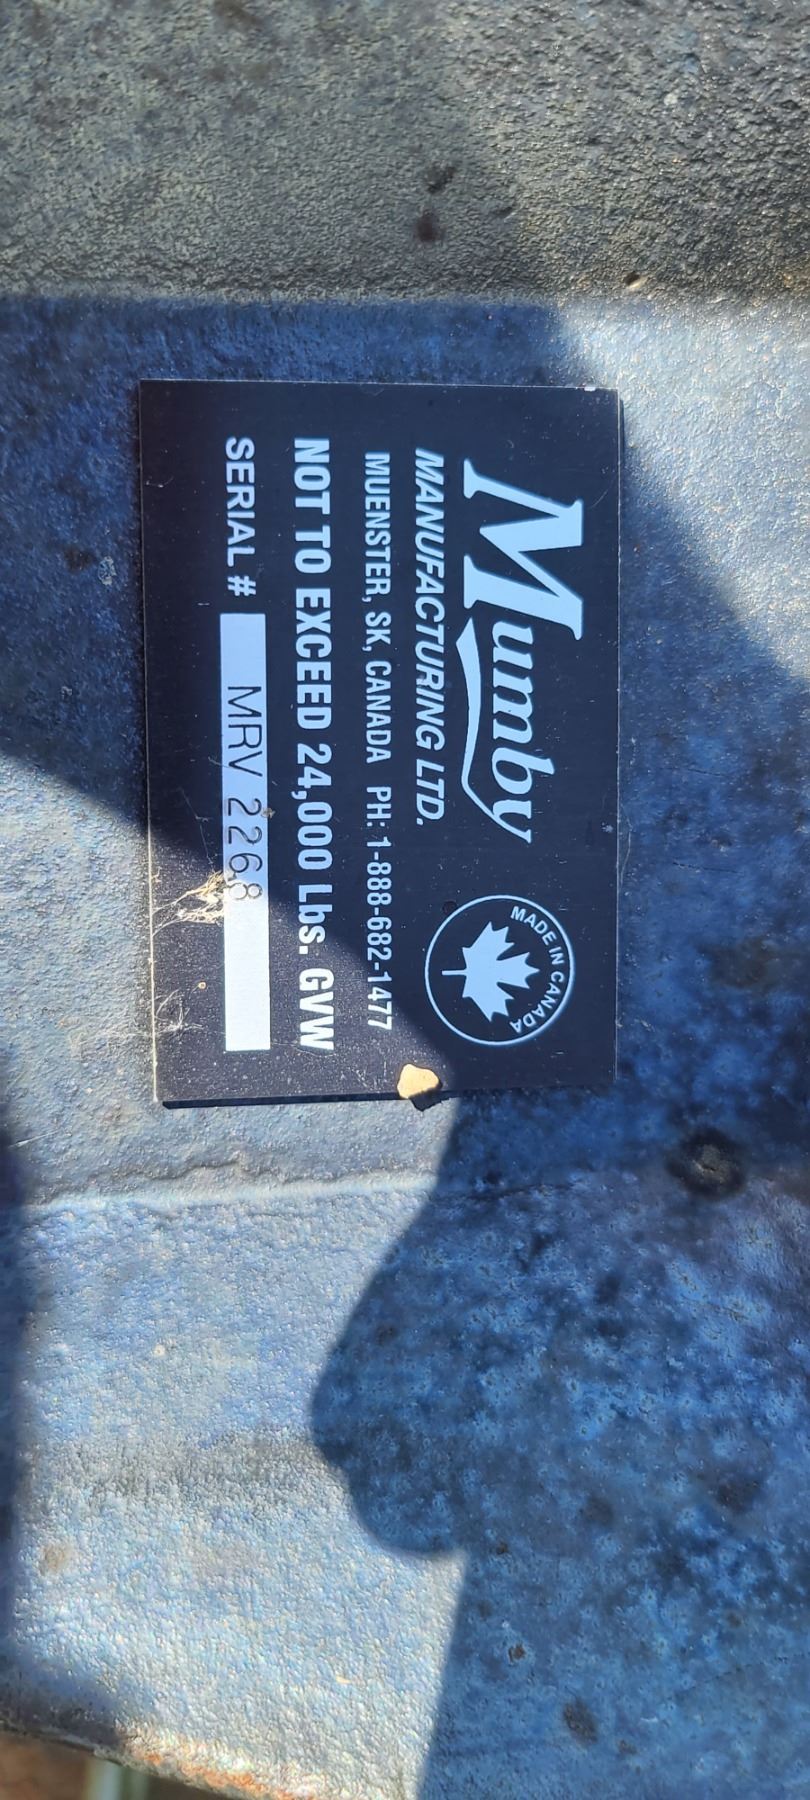 Mumby
MANUFACTURING LTD.
MUENSTER, SK, CANADA PH: 1-888-682-1477
NOT TO EXCEED 24,000 Lbs. GVW
SERIAL # MRV 2268
MADE IN CANADA